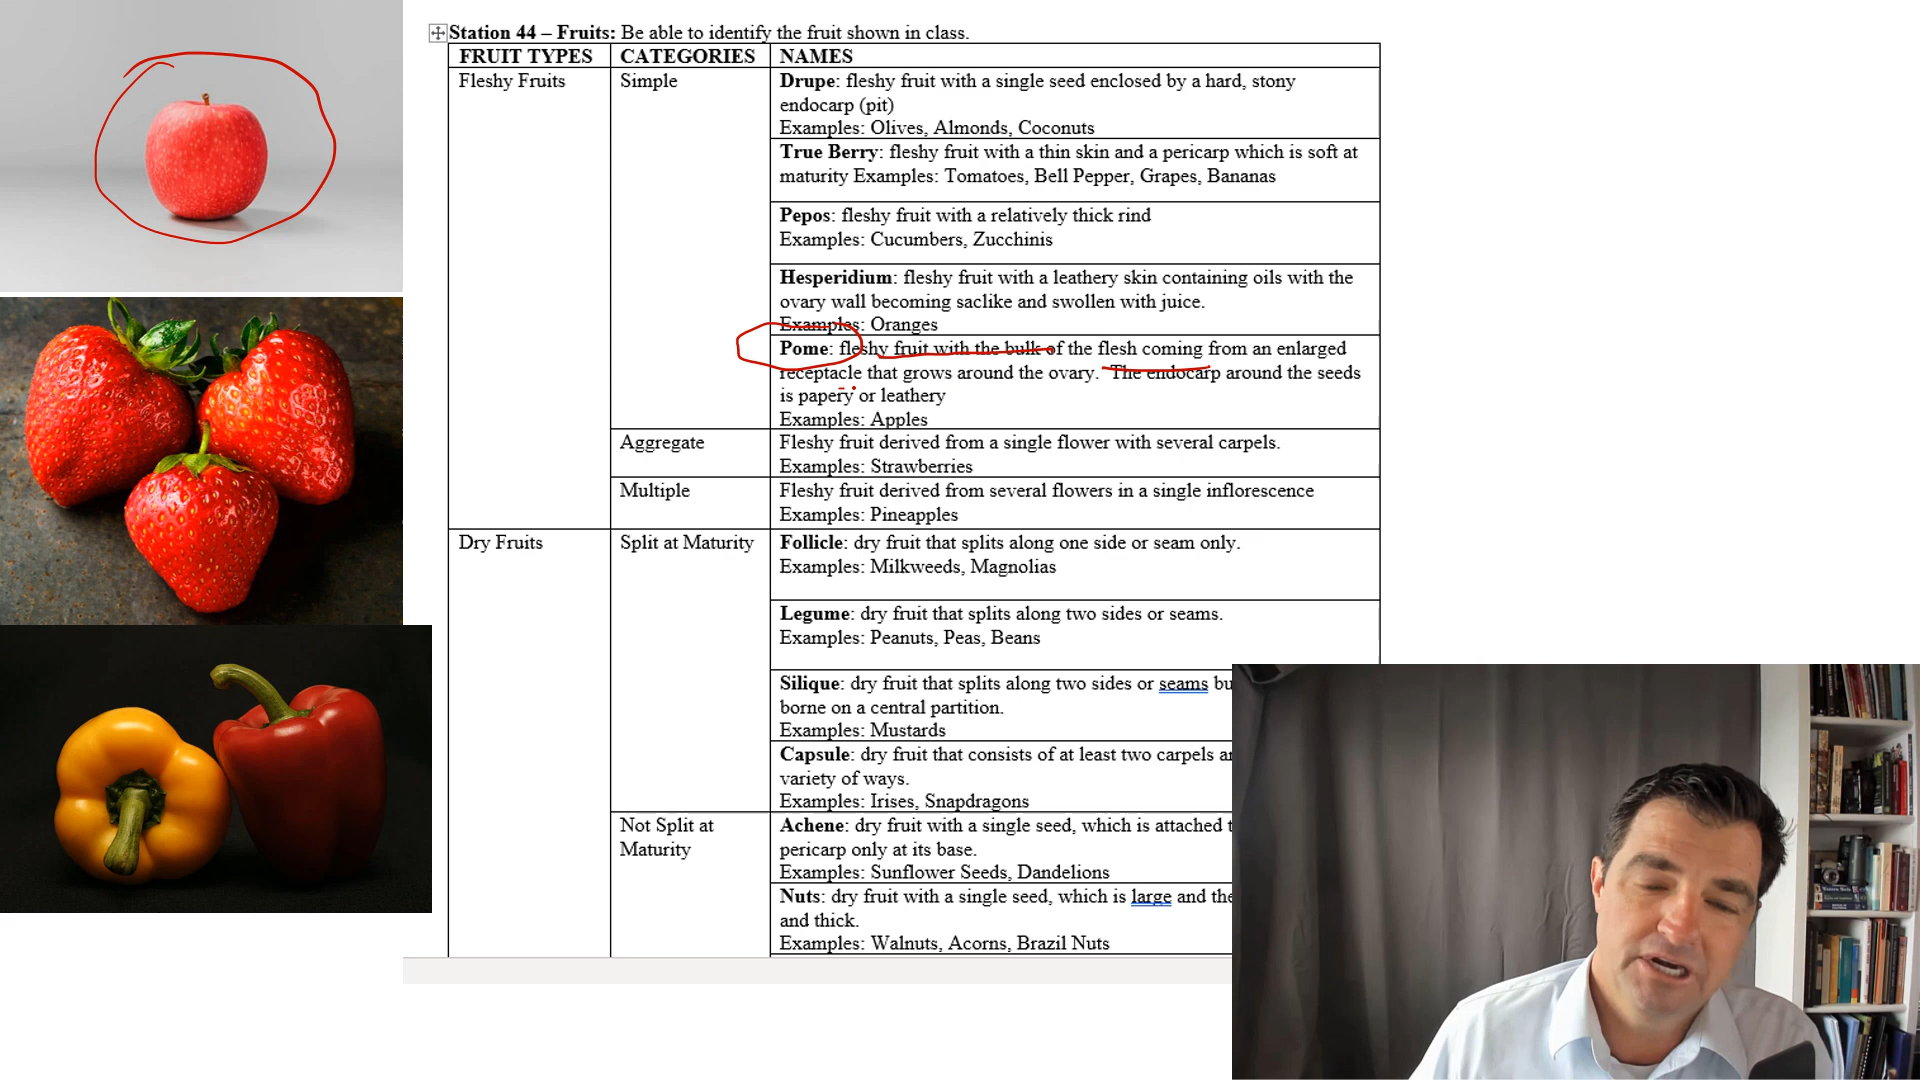 Station 44 – Fruits: Be able to identify the fruit shown in class.
FRUIT TYPES CATEGORIES NAMES
Fleshy Fruits Simple Drupe: fleshy fruit with a single seed enclosed by a hard, stony
endocarp (pit)
Examples: Olives, Almonds, Coconuts
True Berry: fleshy fruit with a thin skin and a pericarp which is soft at
maturity Examples: Tomatoes, Bell Pepper, Grapes, Bananas
Pepos: fleshy fruit with a relatively thick rind
Examples: Cucumbers, Zucchinis
Hesperidium: fleshy fruit with a leathery skin containing oils with the
ovary wall becoming saclike and swollen with juice.
Examples: Oranges
Pome: fleshy fruit with the bulk of the flesh coming from an enlarged
receptacle that grows around the ovary. The endocarp around the seeds
is papery or leathery
Examples: Apples
Aggregate Fleshy fruit derived from a single flower with several carpels.
Examples: Strawberries
Multiple Fleshy fruit derived from several flowers in a single inflorescence
Examples: Pineapples
Dry Fruits Split at Maturity Follicle: dry fruit that splits along one side or seam only.
Examples: Milkweeds, Magnolias
Legume: dry fruit that splits along two sides or seams.
Examples: Peanuts, Peas, Beans
Silique: dry fruit that splits along two sides or seams bu
borne on a central partition.
Examples: Mustards
Capsule: dry fruit that consists of at least two carpels
variety of ways.
Examples: Irises, Snapdragons
Not Split at
Maturity
Achene: dry fruit with a single seed, which is attached
pericarp only at its base.
Examples: Sunflower Seeds, Dandelions
Nuts: dry fruit with a single seed, which is large and the
and thick.
Examples: Walnuts, Acorns, Brazil Nuts